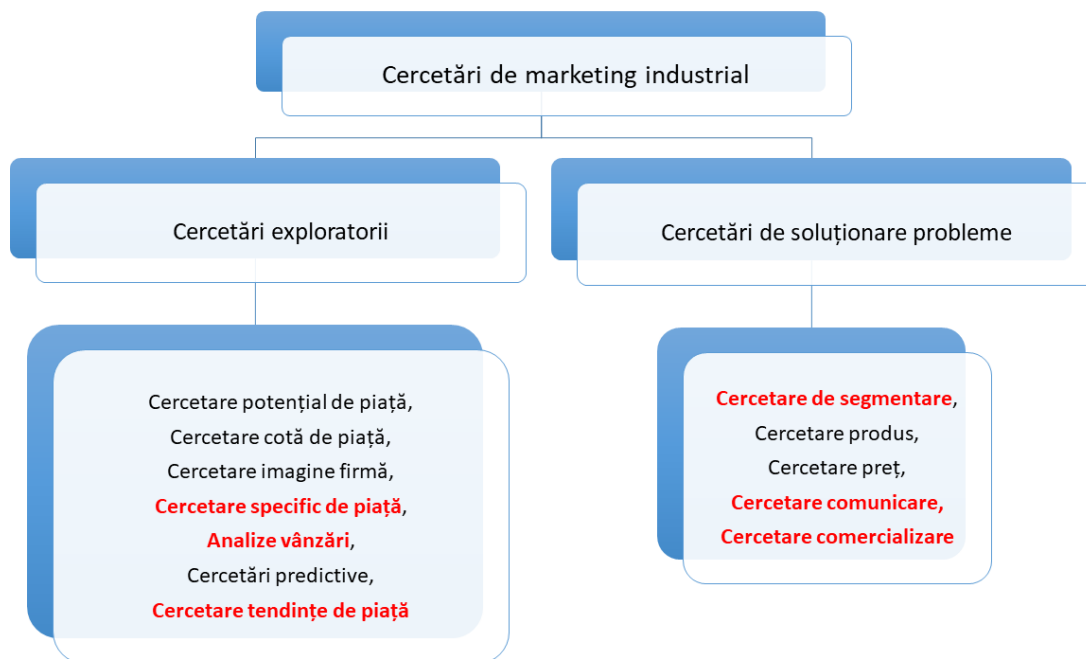 Cercetări de marketing industrial
Cercetări exploratorii
Cercetări de soluționare probleme
Cercetare potențial de piață,
Cercetare cotă de piață,
Cercetare imagine firmă,
Cercetare specific de piață,
Analize vânzări,
Cercetări predictive,
Cercetare tendințe de piață
Cercetare de segmentare,
Cercetare produs,
Cercetare preț,
Cercetare comunicare,
Cercetare comercializare